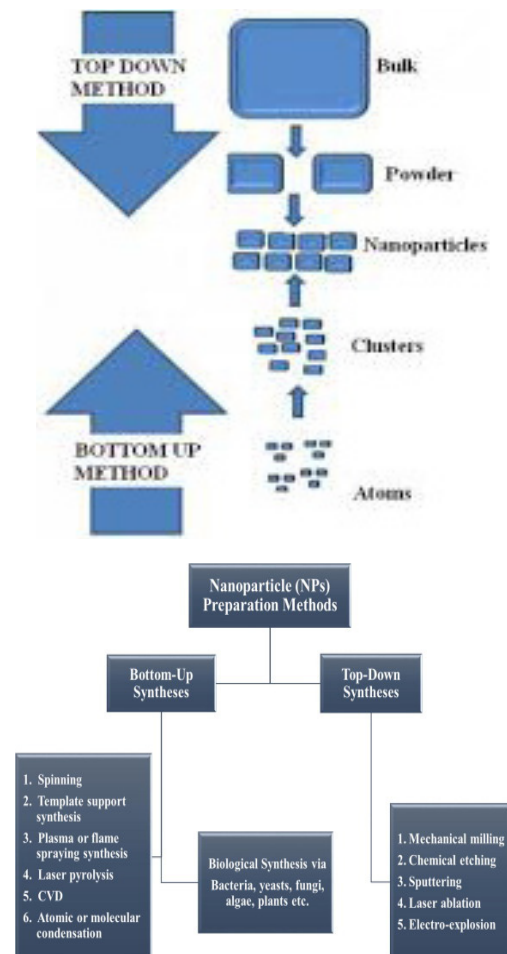 TOP DOWN
METHOD
Bulk
Powder
Nanoparticles
Clusters
BOTTOM UP
METHOD
Atoms
Nanoparticle (NPs)
Preparation Methods
Bottom-Up
Syntheses
Top-Down
Syntheses
1. Spinning
2. Template support
synthesis
3. Plasma or flame
spraying synthesis
4. Laser pyrolysis
5. CVD
6. Atomic or molecular
condensation
Biological Synthesis via
Bacteria, yeasts, fungi,
algae, plants etc.
1. Mechanical milling
2. Chemical etching
3. Sputtering
4. Laser ablation
5. Electro-explosion